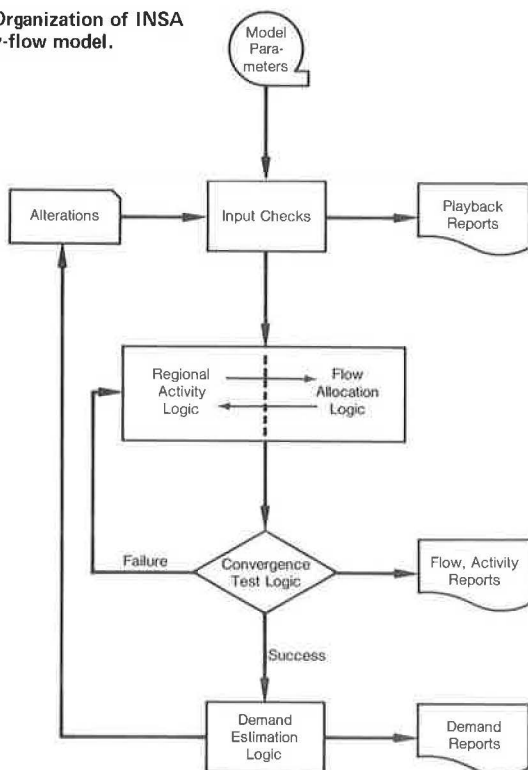 Organization of INSA
-flow model.
Model
Para-
meters
Alterations
Input Checks
Playback
Reports
Regional
Activity
Logic
Flow
Allocation
Logic
Failure
Convergence
Test Logic
Flow, Activity
Reports
Success
Demand
Estimation
Logic
Demand
Reports